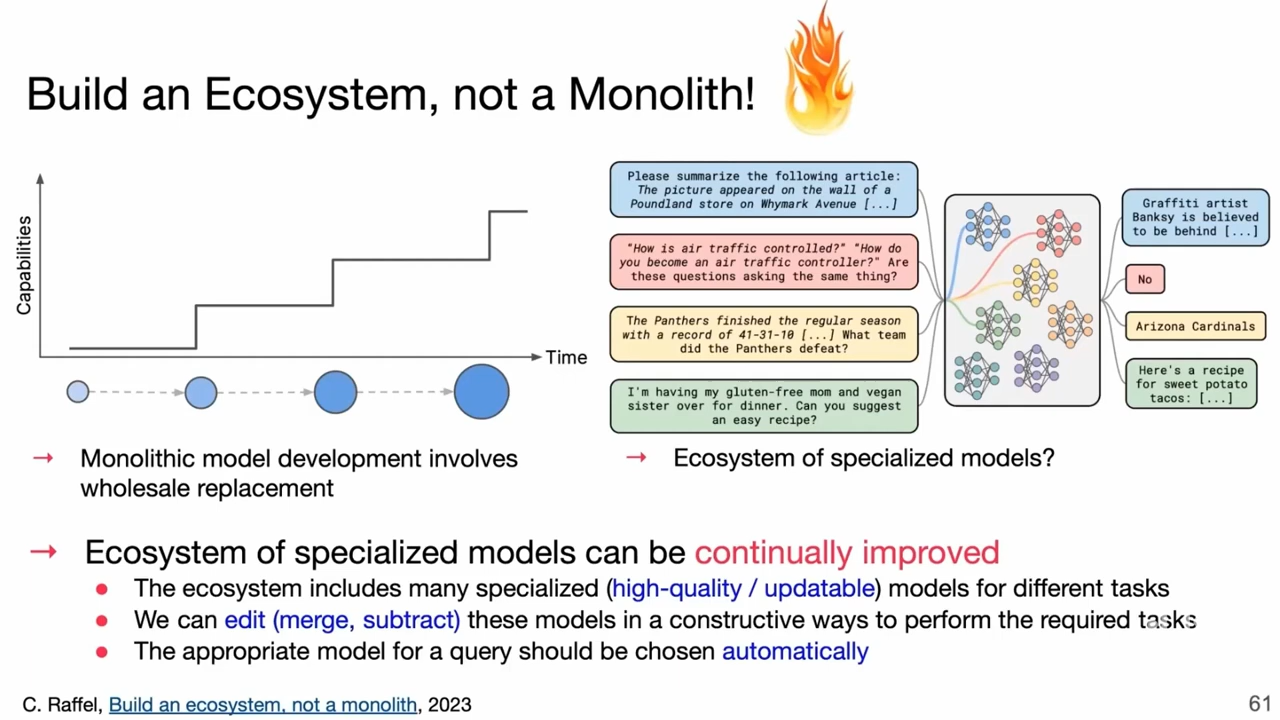 Build an Ecosystem, not a Monolith!
Capabilities
Time
Please summarize the following article:
The picture appeared on the wall of a
Poundland store on Whymark Avenue [...]
"How is air traffic controlled?" "How do
you become an air traffic controller?" Are
these questions asking the same thing?
The Panthers finished the regular season
with a record of 41-31-10 [...] What team
did the Panthers defeat?
I'm having my gluten-free mom and vegan
sister over for dinner. Can you suggest
an easy recipe?
Graffiti artist
Banksy is believed
to be behind [...]
No
Arizona Cardinals
Here's a recipe
for sweet potato
tacos: [...]
→ Monolithic model development involves
wholesale replacement
→ Ecosystem of specialized models?
→ Ecosystem of specialized models can be continually improved
● The ecosystem includes many specialized (high-quality / updatable) models for different tasks
● We can edit (merge, subtract) these models in a constructive ways to perform the required tasks
● The appropriate model for a query should be chosen automatically
C. Raffel, Build an ecosystem, not a monolith, 2023
61